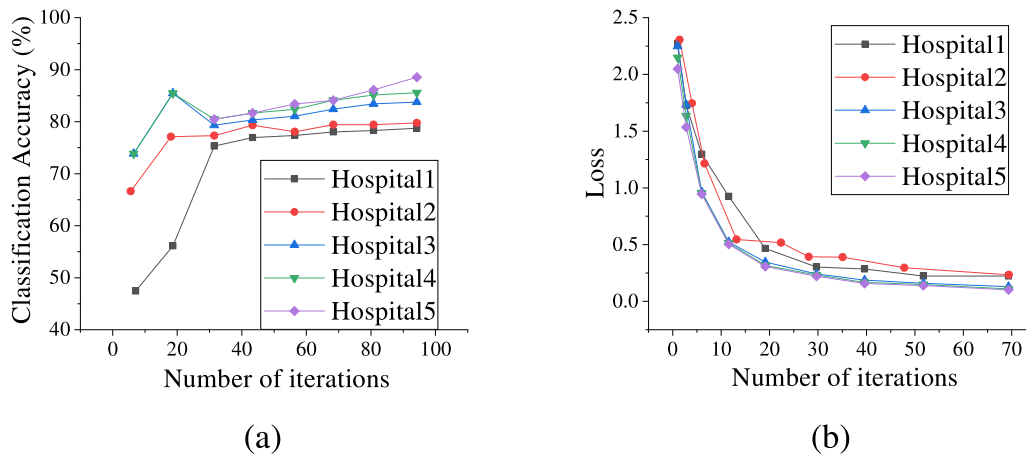 Classification Accuracy (%)
100
90
80
70
60
50
40
0 20 40 60 80 100
Number of iterations
Hospital1
Hospital2
Hospital3
Hospital4
Hospital5
(a)
Loss
2.5
2.0
1.5
1.0
0.5
0.0
0 10 20 30 40 50 60 70
Number of iterations
Hospital1
Hospital2
Hospital3
Hospital4
Hospital5
(b)